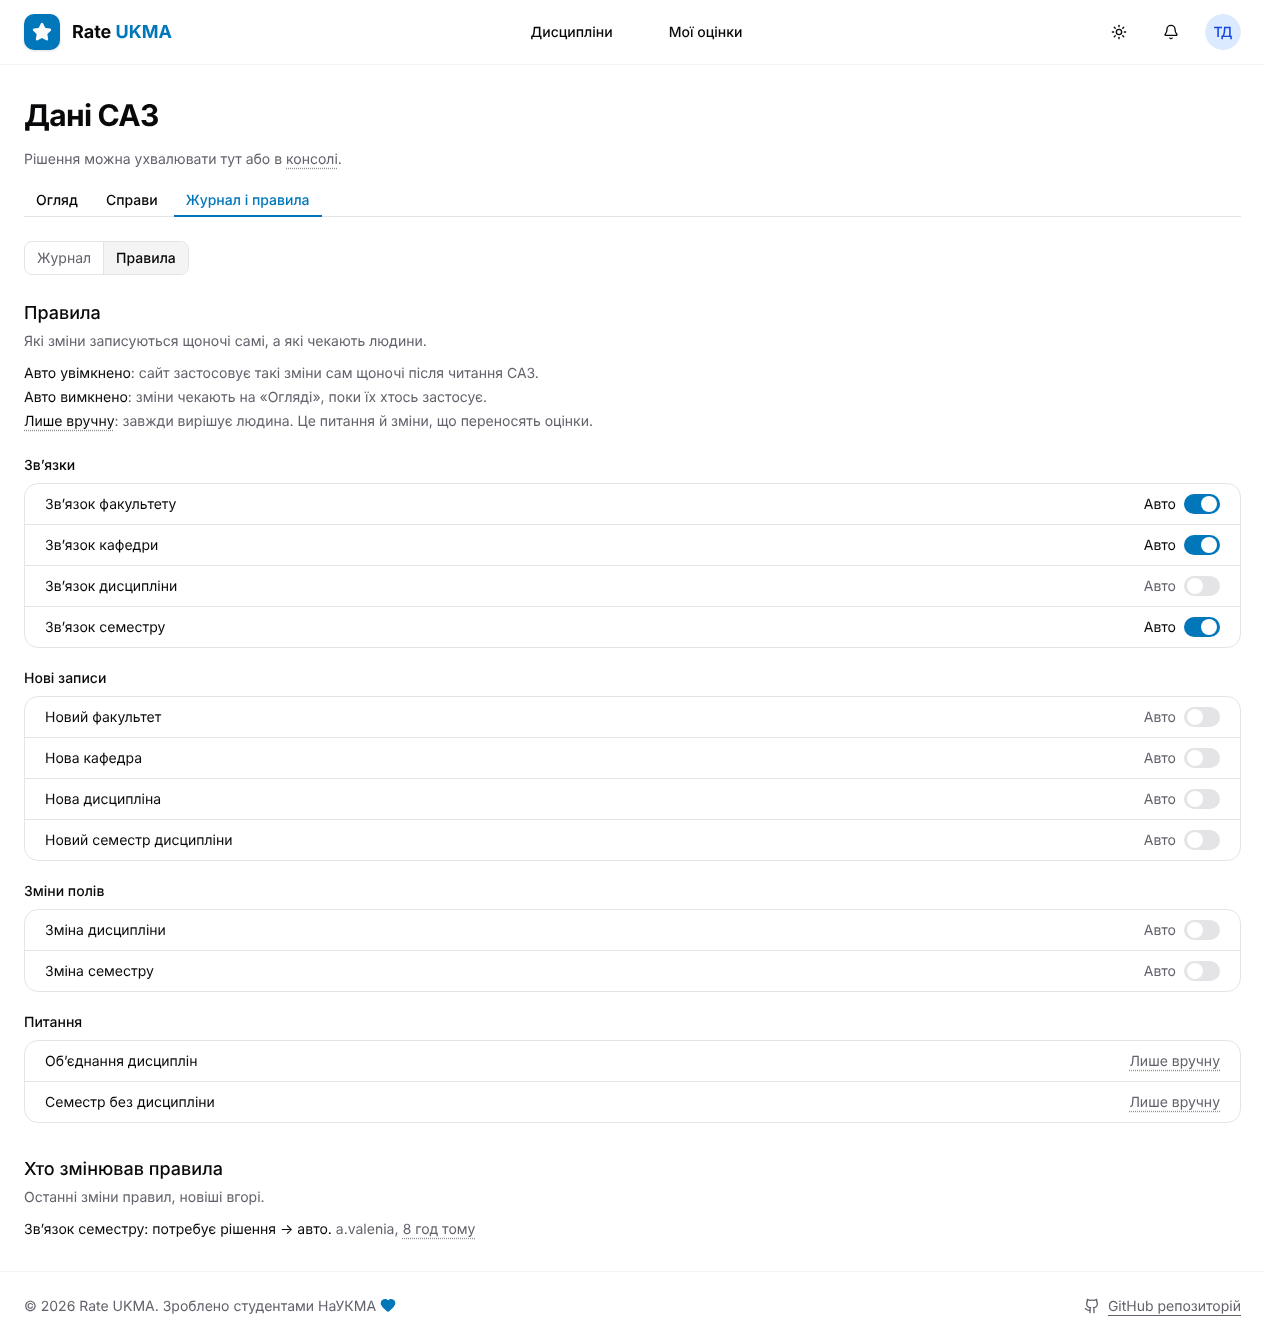 Rate UKMA
Дисципліни
Мої оцінки
ТД
Дані САЗ
Рішення можна ухвалювати тут або в консолі.
Огляд
Справи
Журнал і правила
Журнал
Правила
Правила
Які зміни записуються щоночі самі, а які чекають людини.
Авто увімкнено: сайт застосовує такі зміни сам щоночі після читання САЗ.
Авто вимкнено: зміни чекають на «Огляді», поки їх хтось застосує.
Лише вручну: завжди вирішує людина. Це питання й зміни, що переносять оцінки.
Зв’язки
Зв’язок факультету Авто
Зв’язок кафедри Авто
Зв’язок дисципліни Авто
Зв’язок семестру Авто
Нові записи
Новий факультет Авто
Нова кафедра Авто
Нова дисципліна Авто
Новий семестр дисципліни Авто
Зміни полів
Зміна дисципліни Авто
Зміна семестру Авто
Питання
Об’єднання дисциплін Лише вручну
Семестр без дисципліни Лише вручну
Хто змінював правила
Останні зміни правил, новіші вгорі.
Зв’язок семестру: потребує рішення → авто. a.valenia, 8 год тому
© 2026 Rate UKMA. Зроблено студентами НаУКМА 💙
GitHub репозиторій